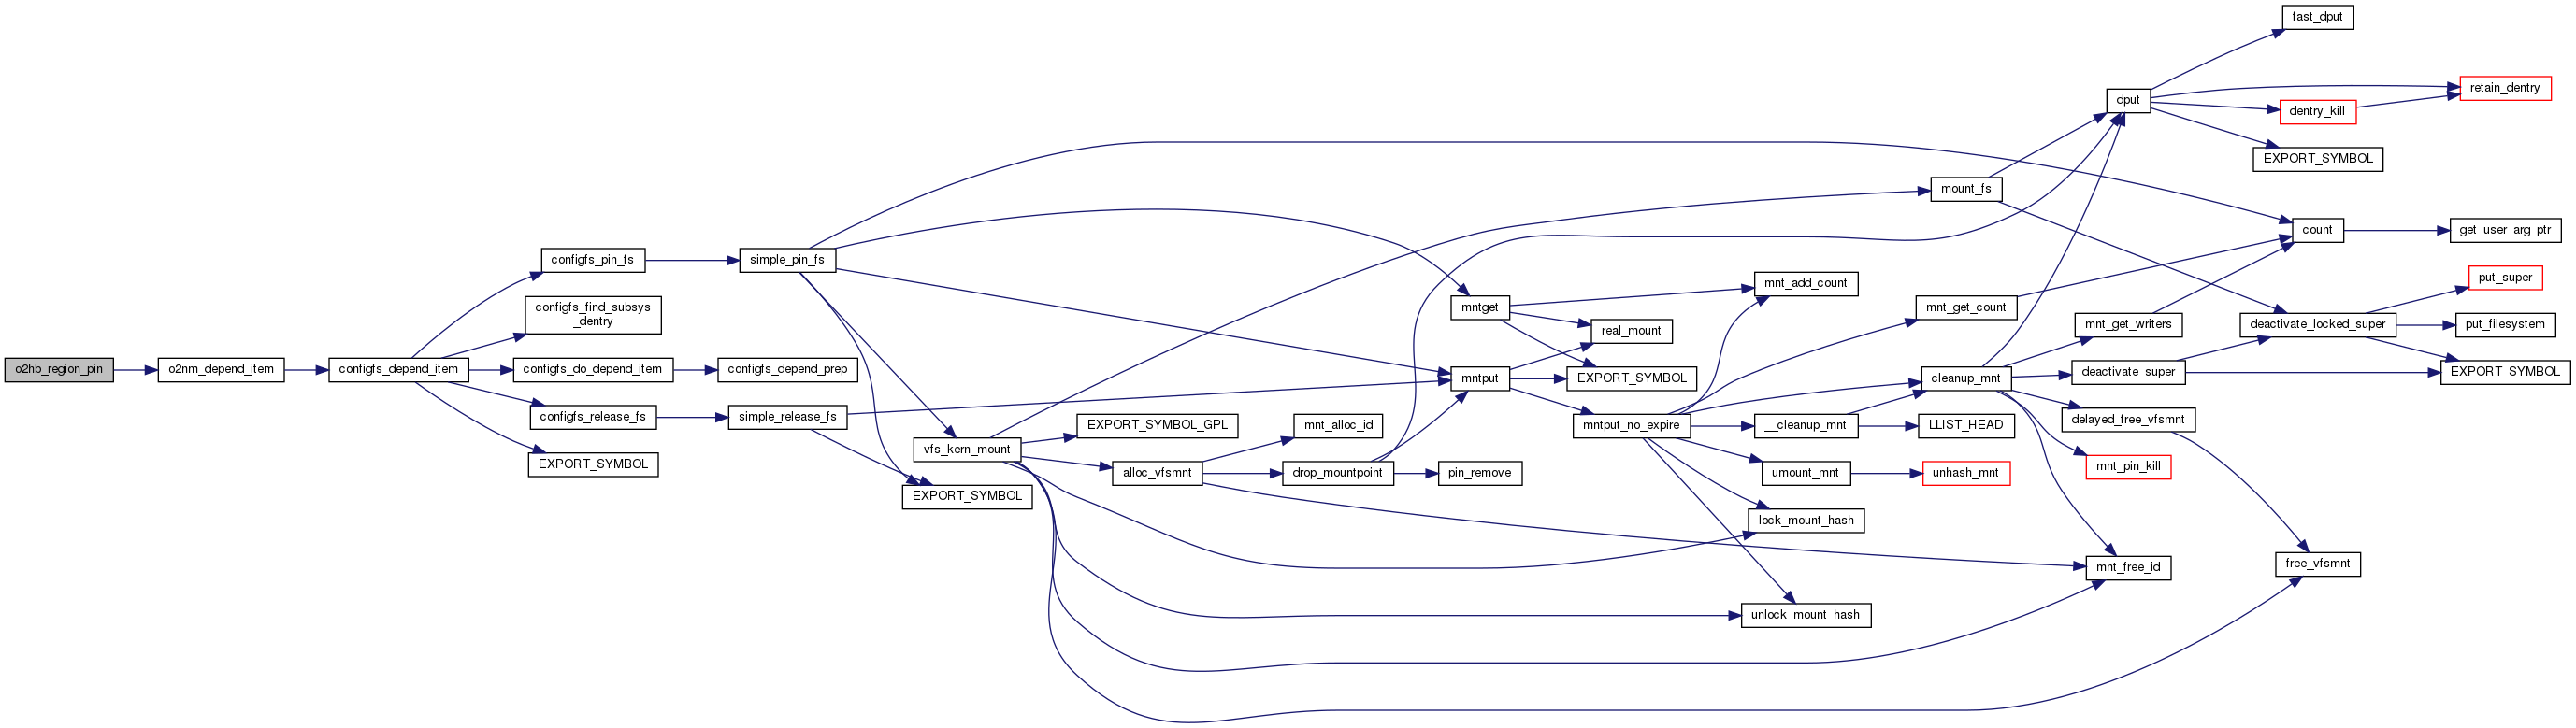 o2hb_region_pin
o2nm_depend_item
configfs_depend_item
configfs_pin_fs
configfs_find_subsys
_dentry
configfs_do_depend_item
configfs_release_fs
EXPORT_SYMBOL
simple_pin_fs
configfs_depend_prep
simple_release_fs
vfs_kern_mount
EXPORT_SYMBOL
EXPORT_SYMBOL_GPL
alloc_vfsmnt
mnt_alloc_id
drop_mountpoint
mntget
mntput
pin_remove
real_mount
EXPORT_SYMBOL
mntput_no_expire
mnt_add_count
__cleanup_mnt
umount_mnt
lock_mount_hash
unlock_mount_hash
mount_fs
mnt_get_count
cleanup_mnt
LLIST_HEAD
unhash_mnt
dput
mnt_get_writers
deactivate_super
delayed_free_vfsmnt
mnt_pin_kill
mnt_free_id
fast_dput
dentry_kill
EXPORT_SYMBOL
count
deactivate_locked_super
free_vfsmnt
retain_dentry
get_user_arg_ptr
put_super
put_filesystem
EXPORT_SYMBOL